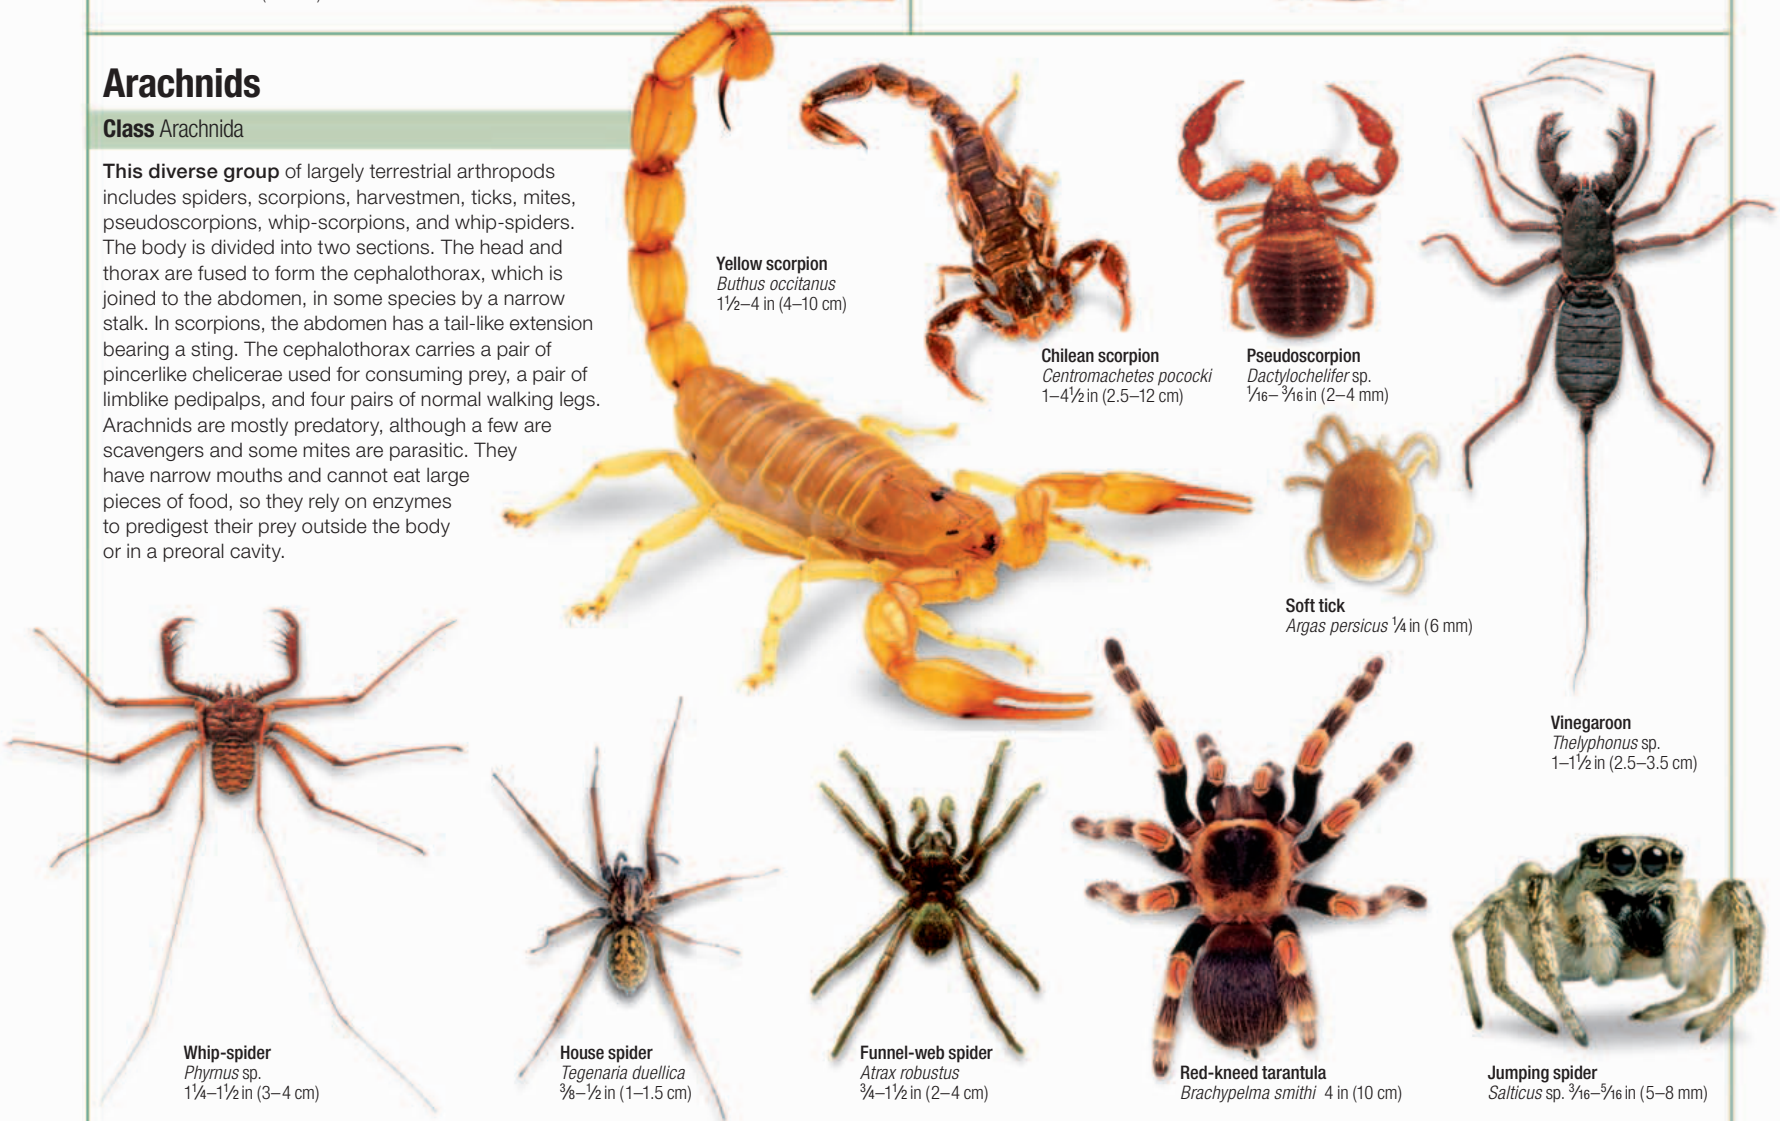 Arachnids
Class Arachnida
This diverse group of largely terrestrial arthropods
includes spiders, scorpions, harvestmen, ticks, mites,
pseudoscorpions, whip-scorpions, and whip-spiders.
The body is divided into two sections. The head and
thorax are fused to form the cephalothorax, which is
joined to the abdomen, in some species by a narrow
stalk. In scorpions, the abdomen has a tail-like extension
bearing a sting. The cephalothorax carries a pair of
pincerlike chelicerae used for consuming prey, a pair of
limblike pedipalps, and four pairs of normal walking legs.
Arachnids are mostly predatory, although a few are
scavengers and some mites are parasitic. They
have narrow mouths and cannot eat large
pieces of food, so they rely on enzymes
to predigest their prey outside the body
or in a preoral cavity.
Yellow scorpion
Buthus occitanus
1½–4 in (4–10 cm)
Chilean scorpion
Centromachetes pococki
1–4½ in (2.5–12 cm)
Pseudoscorpion
Dactylochelifer sp.
1/16–3/16 in (2–4 mm)
Soft tick
Argas persicus ¼ in (6 mm)
Vinegaroon
Thelyphonus sp.
1–1½ in (2.5–3.5 cm)
Whip-spider
Phyrnus sp.
1¼–1½ in (3–4 cm)
House spider
Tegenaria duellica
⅜–½ in (1–1.5 cm)
Funnel-web spider
Atrax robustus
¾–1½ in (2–4 cm)
Red-kneed tarantula
Brachypelma smithi 4 in (10 cm)
Jumping spider
Salticus sp. 3/16–5/16 in (5–8 mm)